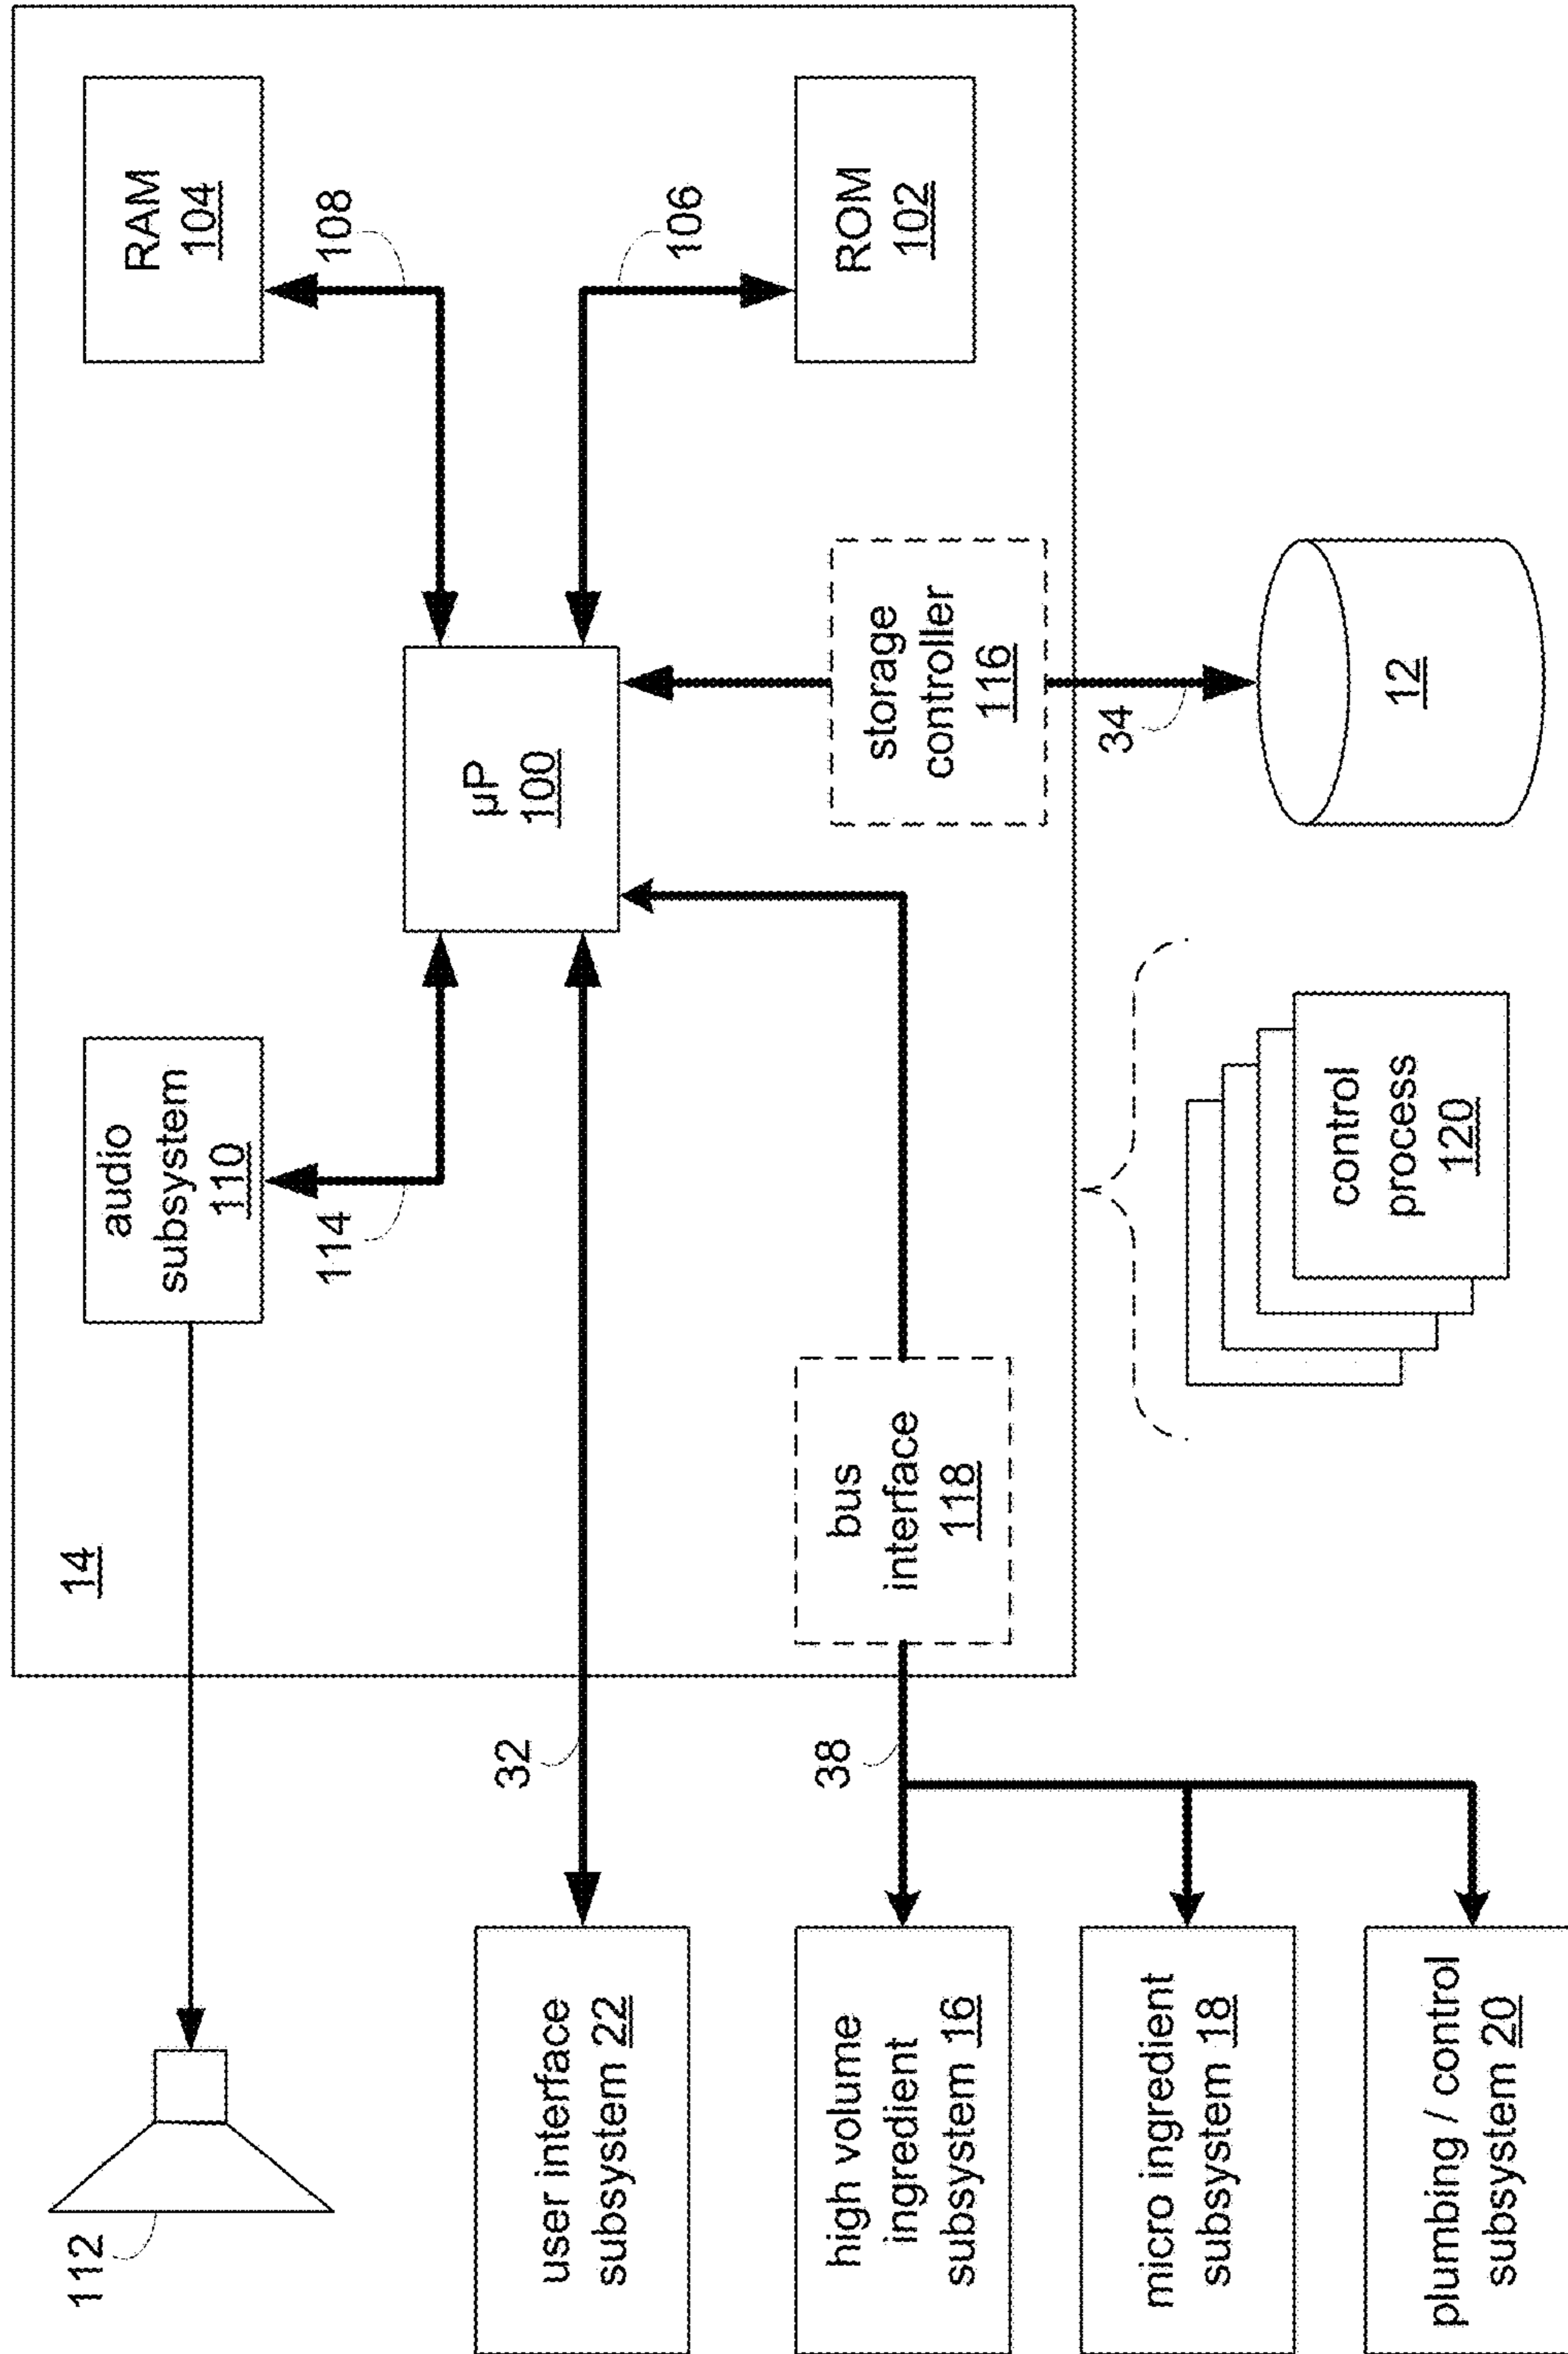 112
14
audio
subsystem
110
114
RAM
104
108
µP
100
user interface
subsystem 22
32
106
high volume
ingredient
subsystem 16
38
bus
interface
118
storage
controller
116
ROM
102
micro ingredient
subsystem 18
34
plumbing / control
subsystem 20
control
process
120
12